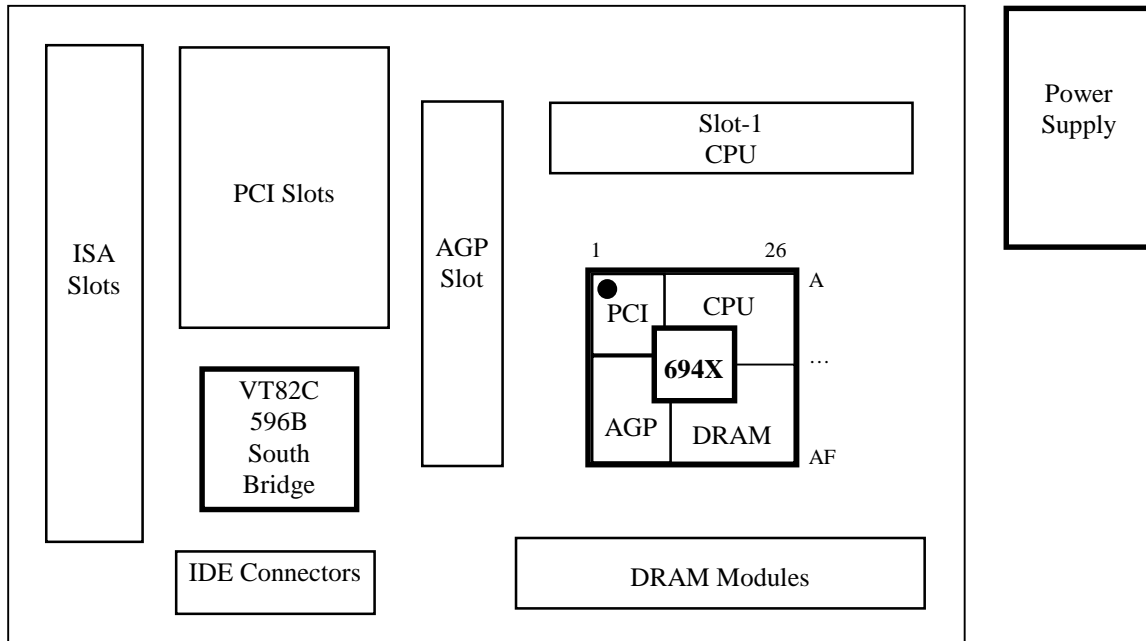 ISA
Slots
PCI Slots
AGP
Slot
Slot-1
CPU
Power
Supply
1
26
A
PCI
CPU
...
694X
AGP
DRAM
AF
VT82C
596B
South
Bridge
IDE Connectors
DRAM Modules